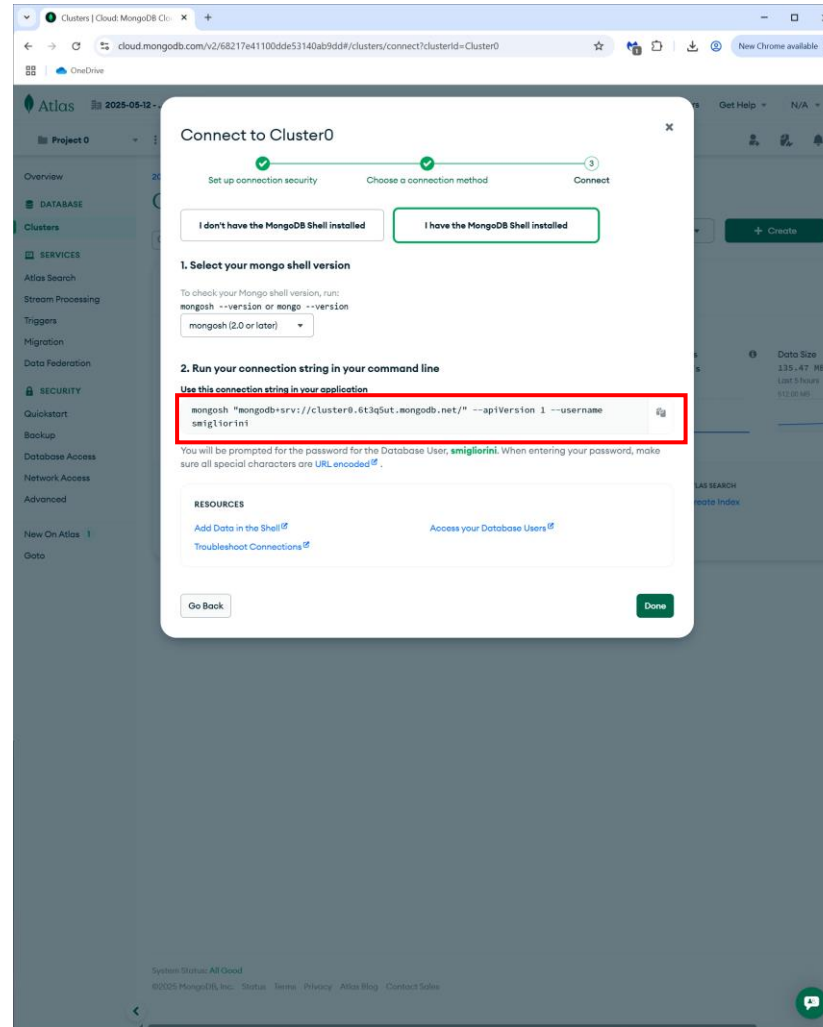 Clusters | Cloud: MongoDB Clo
cloud.mongodb.com/v2/68217e41100dde53140ab9dd#/clusters/connect?clusterId=Cluster0
New Chrome available
OneDrive
Atlas
2025-05-12 -
Get Help
N/A
Project 0
Connect to Cluster0
Set up connection security
Choose a connection method
3
Connect
Overview
DATABASE
Clusters
SERVICES
Atlas Search
Stream Processing
Triggers
Migration
Data Federation
SECURITY
Quickstart
Backup
Database Access
Network Access
Advanced
New On Atlas 1
Goto
I don't have the MongoDB Shell installed
I have the MongoDB Shell installed
+ Create
1. Select your mongo shell version
To check your Mongo shell version, run:
mongosh --version or mongo --version
mongosh (2.0 or later)
2. Run your connection string in your command line
Use this connection string in your application
mongosh "mongodb+srv://cluster0.6t3q5ut.mongodb.net/" --apiVersion 1 --username
smigliorini
You will be prompted for the password for the Database User, smigliorini. When entering your password, make
sure all special characters are URL encoded .
RESOURCES
Add Data in the Shell
Access your Database Users
Troubleshoot Connections
Go Back
Done
Data Size
135.47 MB
Last 5 hours
512.00 MB
ATLAS SEARCH
Create Index
System Status: All Good
©2025 MongoDB, Inc. Status Terms Privacy Atlas Blog Contact Sales